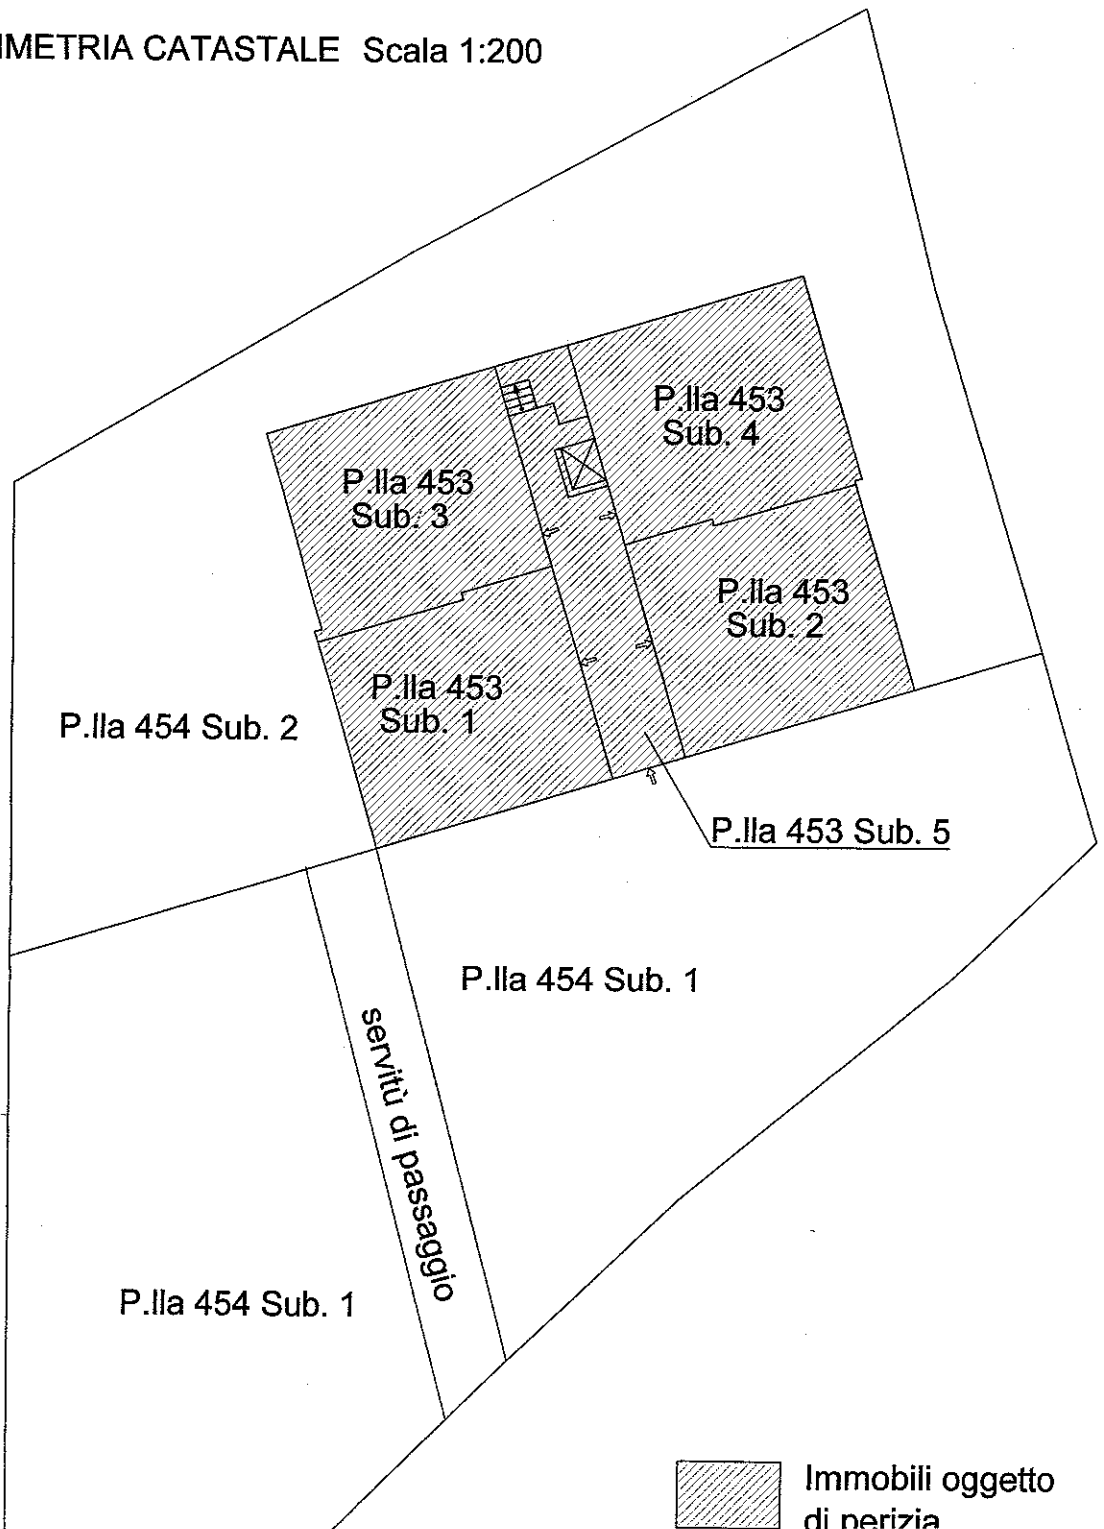 IMETRIA CATASTALE Scala 1:200
P.lla 453
Sub. 4
P.lla 453
Sub. 3
P.lla 453
Sub. 2
P.lla 453
Sub. 1
P.lla 454 Sub. 2
P.lla 453 Sub. 5
P.lla 454 Sub. 1
servitù di passaggio
P.lla 454 Sub. 1
Immobili oggetto
di perizia